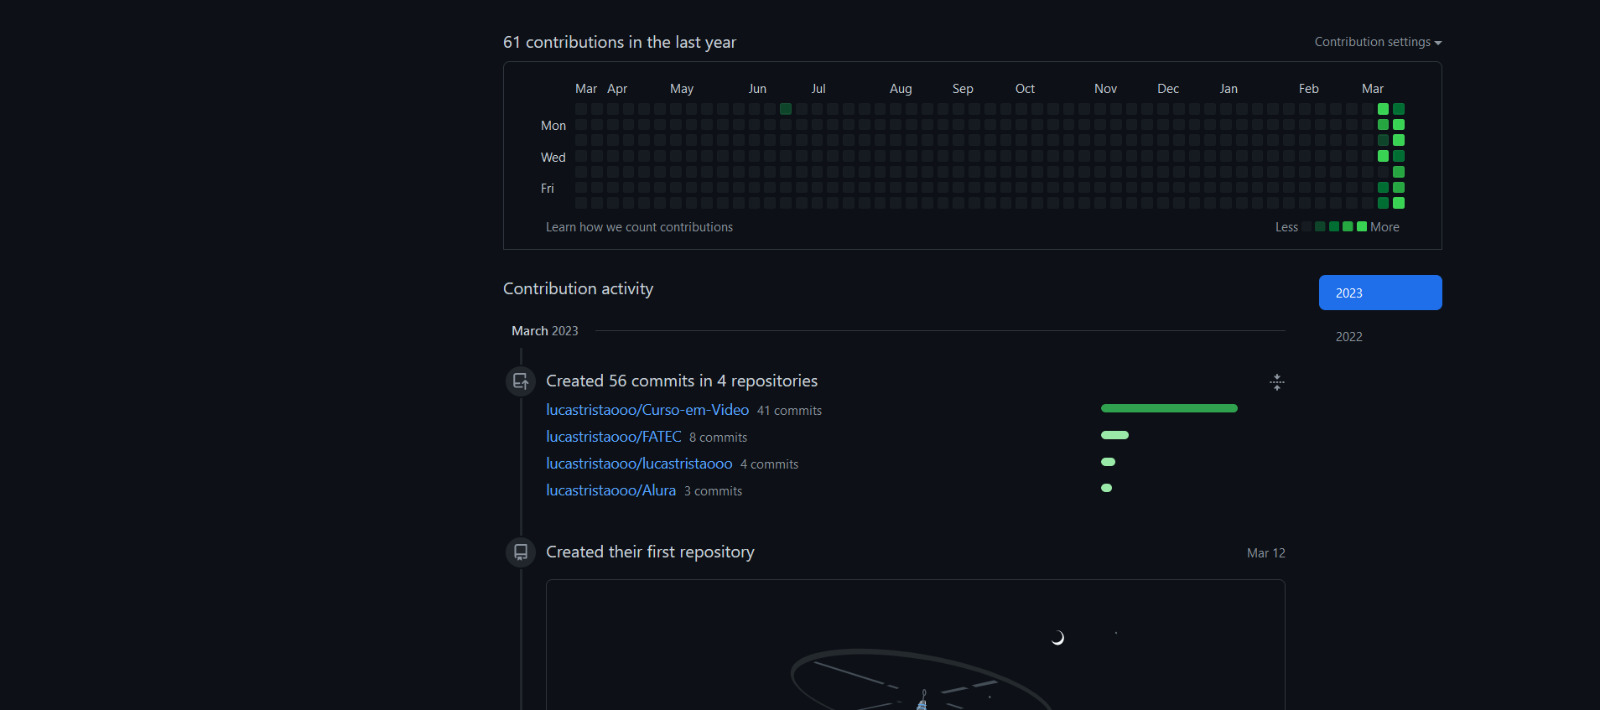 61 contributions in the last year
Contribution settings
Mar Apr May Jun Jul Aug Sep Oct Nov Dec Jan Feb Mar
Mon
Wed
Fri
Learn how we count contributions
Less More
Contribution activity
2023
2022
March 2023
Created 56 commits in 4 repositories
lucastristaooo/Curso-em-Video 41 commits
lucastristaooo/FATEC 8 commits
lucastristaooo/lucastristaooo 4 commits
lucastristaooo/Alura 3 commits
Created their first repository Mar 12